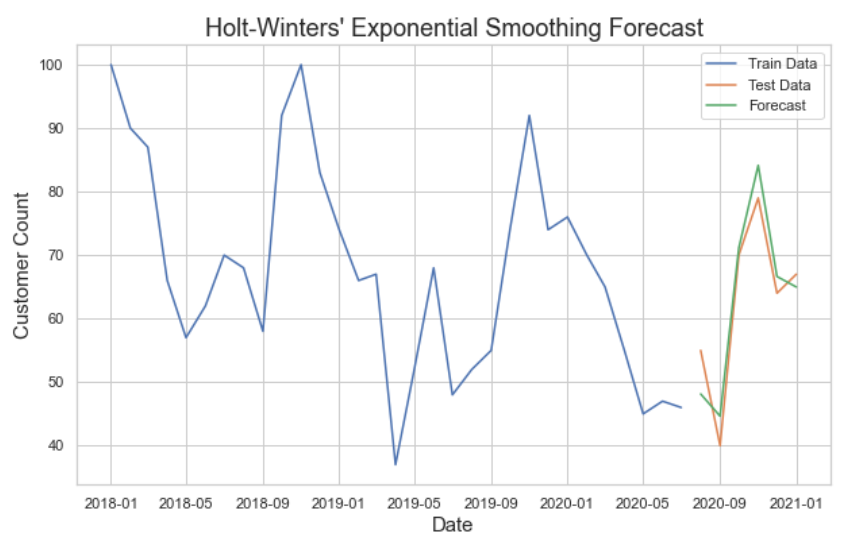 Holt-Winters' Exponential Smoothing Forecast
Train Data
Test Data
Forecast
100
90
80
70
60
50
40
Customer Count
2018-01 2018-05 2018-09 2019-01 2019-05 2019-09 2020-01 2020-05 2020-09 2021-01
Date